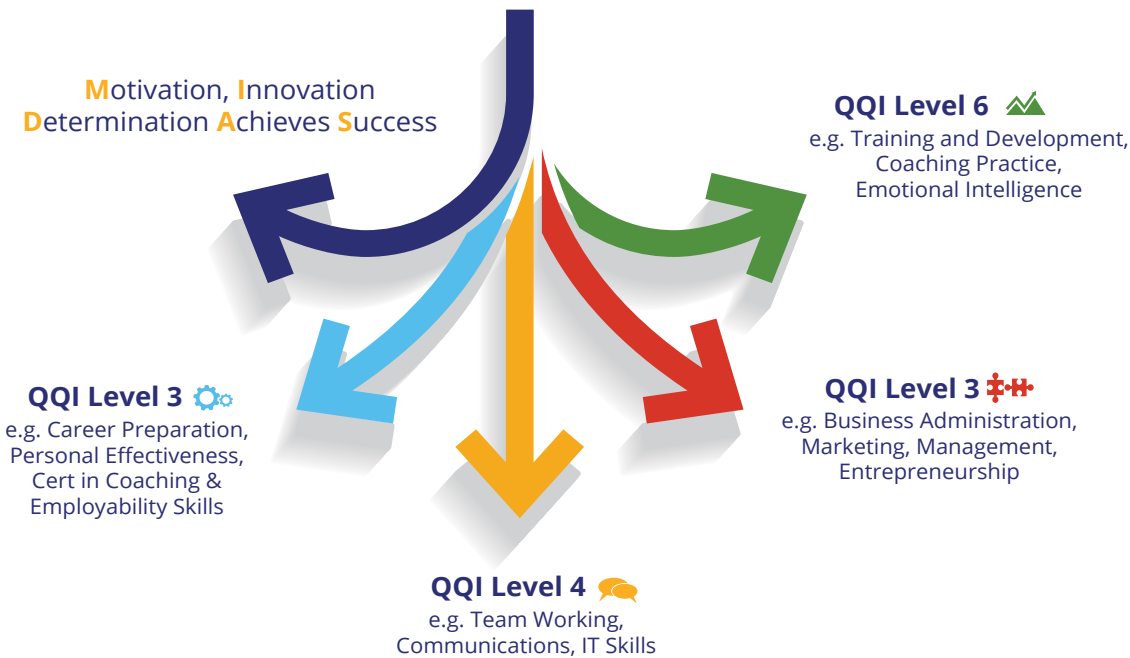 Motivation, Innovation
Determination Achieves Success
QQI Level 3
e.g. Career Preparation,
Personal Effectiveness,
Cert in Coaching &
Employability Skills
QQI Level 4
e.g. Team Working,
Communications, IT Skills
QQI Level 3
e.g. Business Administration,
Marketing, Management,
Entrepreneurship
QQI Level 6
e.g. Training and Development,
Coaching Practice,
Emotional Intelligence